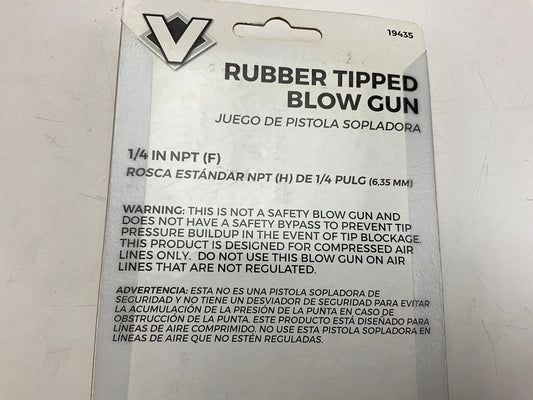 V
19435
RUBBER TIPPED
BLOW GUN
JUEGO DE PISTOLA SOPLADORA
1/4 IN NPT (F)
ROSCA ESTÁNDAR NPT (H) DE 1/4 PULG (6,35 MM)
WARNING: THIS IS NOT A SAFETY BLOW GUN AND
DOES NOT HAVE A SAFETY BYPASS TO PREVENT TIP
PRESSURE BUILDUP IN THE EVENT OF TIP BLOCKAGE.
THIS PRODUCT IS DESIGNED FOR COMPRESSED AIR
LINES ONLY. DO NOT USE THIS BLOW GUN ON AIR
LINES THAT ARE NOT REGULATED.
ADVERTENCIA: ESTA NO ES UNA PISTOLA SOPLADORA DE
SEGURIDAD Y NO TIENE UN DESVIADOR DE SEGURIDAD PARA EVITAR
LA ACUMULACIÓN DE LA PRESIÓN DE LA PUNTA EN CASO DE
OBSTRUCCIÓN DE LA PUNTA. ESTE PRODUCTO ESTÁ DISEÑADO PARA
LÍNEAS DE AIRE COMPRIMIDO. NO USE ESTA PISTOLA SOPLADORA EN
LÍNEAS DE AIRE QUE NO ESTÉN REGULADAS.